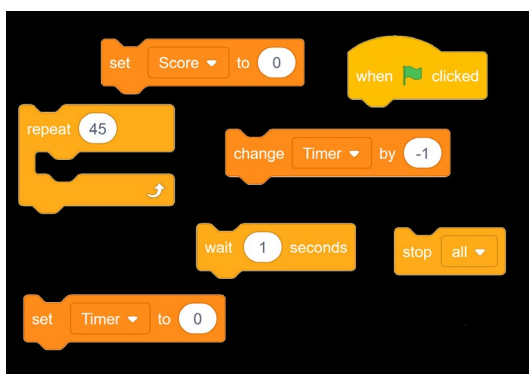 set Score to 0
when clicked
repeat 45
change Timer by -1
wait 1 seconds
stop all
set Timer to 0